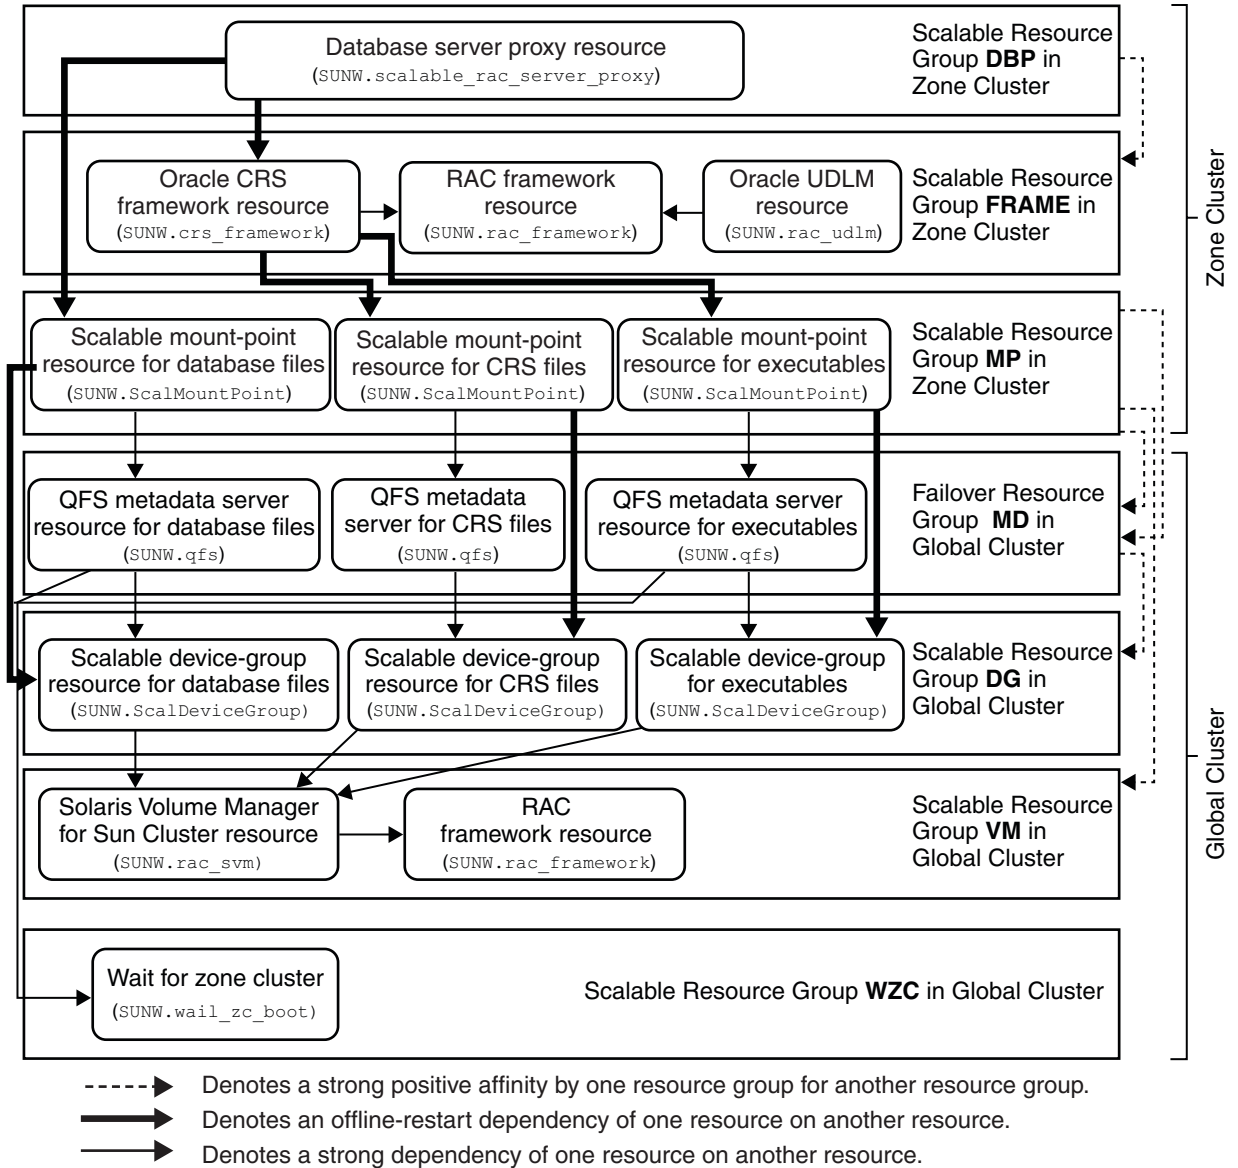 Database server proxy resource
(SUNW.scalable_rac_server_proxy)
Scalable Resource
Group DBP in
Zone Cluster
Oracle CRS
framework resource
(SUNW.crs_framework)
RAC framework
resource
(SUNW.rac_framework)
Oracle UDLM
resource
(SUNW.rac_udlm)
Scalable Resource
Group FRAME in
Zone Cluster
Zone Cluster
Scalable mount-point
resource for database files
(SUNW.ScalMountPoint)
Scalable mount-point
resource for CRS files
(SUNW.ScalMountPoint)
Scalable mount-point
resource for executables
(SUNW.ScalMountPoint)
Scalable Resource
Group MP in
Zone Cluster
QFS metadata server
resource for database files
(SUNW.qfs)
QFS metadata
server for CRS files
(SUNW.qfs)
QFS metadata server
resource for executables
(SUNW.qfs)
Failover Resource
Group MD in
Global Cluster
Scalable device-group
resource for database files
(SUNW.ScalDeviceGroup)
Scalable device-group
resource for CRS files
(SUNW.ScalDeviceGroup)
Scalable device-group
for executables
(SUNW.ScalDeviceGroup)
Scalable Resource
Group DG in
Global Cluster
Global Cluster
Solaris Volume Manager
for Sun Cluster resource
(SUNW.rac_svm)
RAC
framework resource
(SUNW.rac_framework)
Scalable Resource
Group VM in
Global Cluster
Wait for zone cluster
(SUNW.wail_zc_boot)
Scalable Resource Group WZC in Global Cluster
Denotes a strong positive affinity by one resource group for another resource group.
Denotes an offline-restart dependency of one resource on another resource.
Denotes a strong dependency of one resource on another resource.